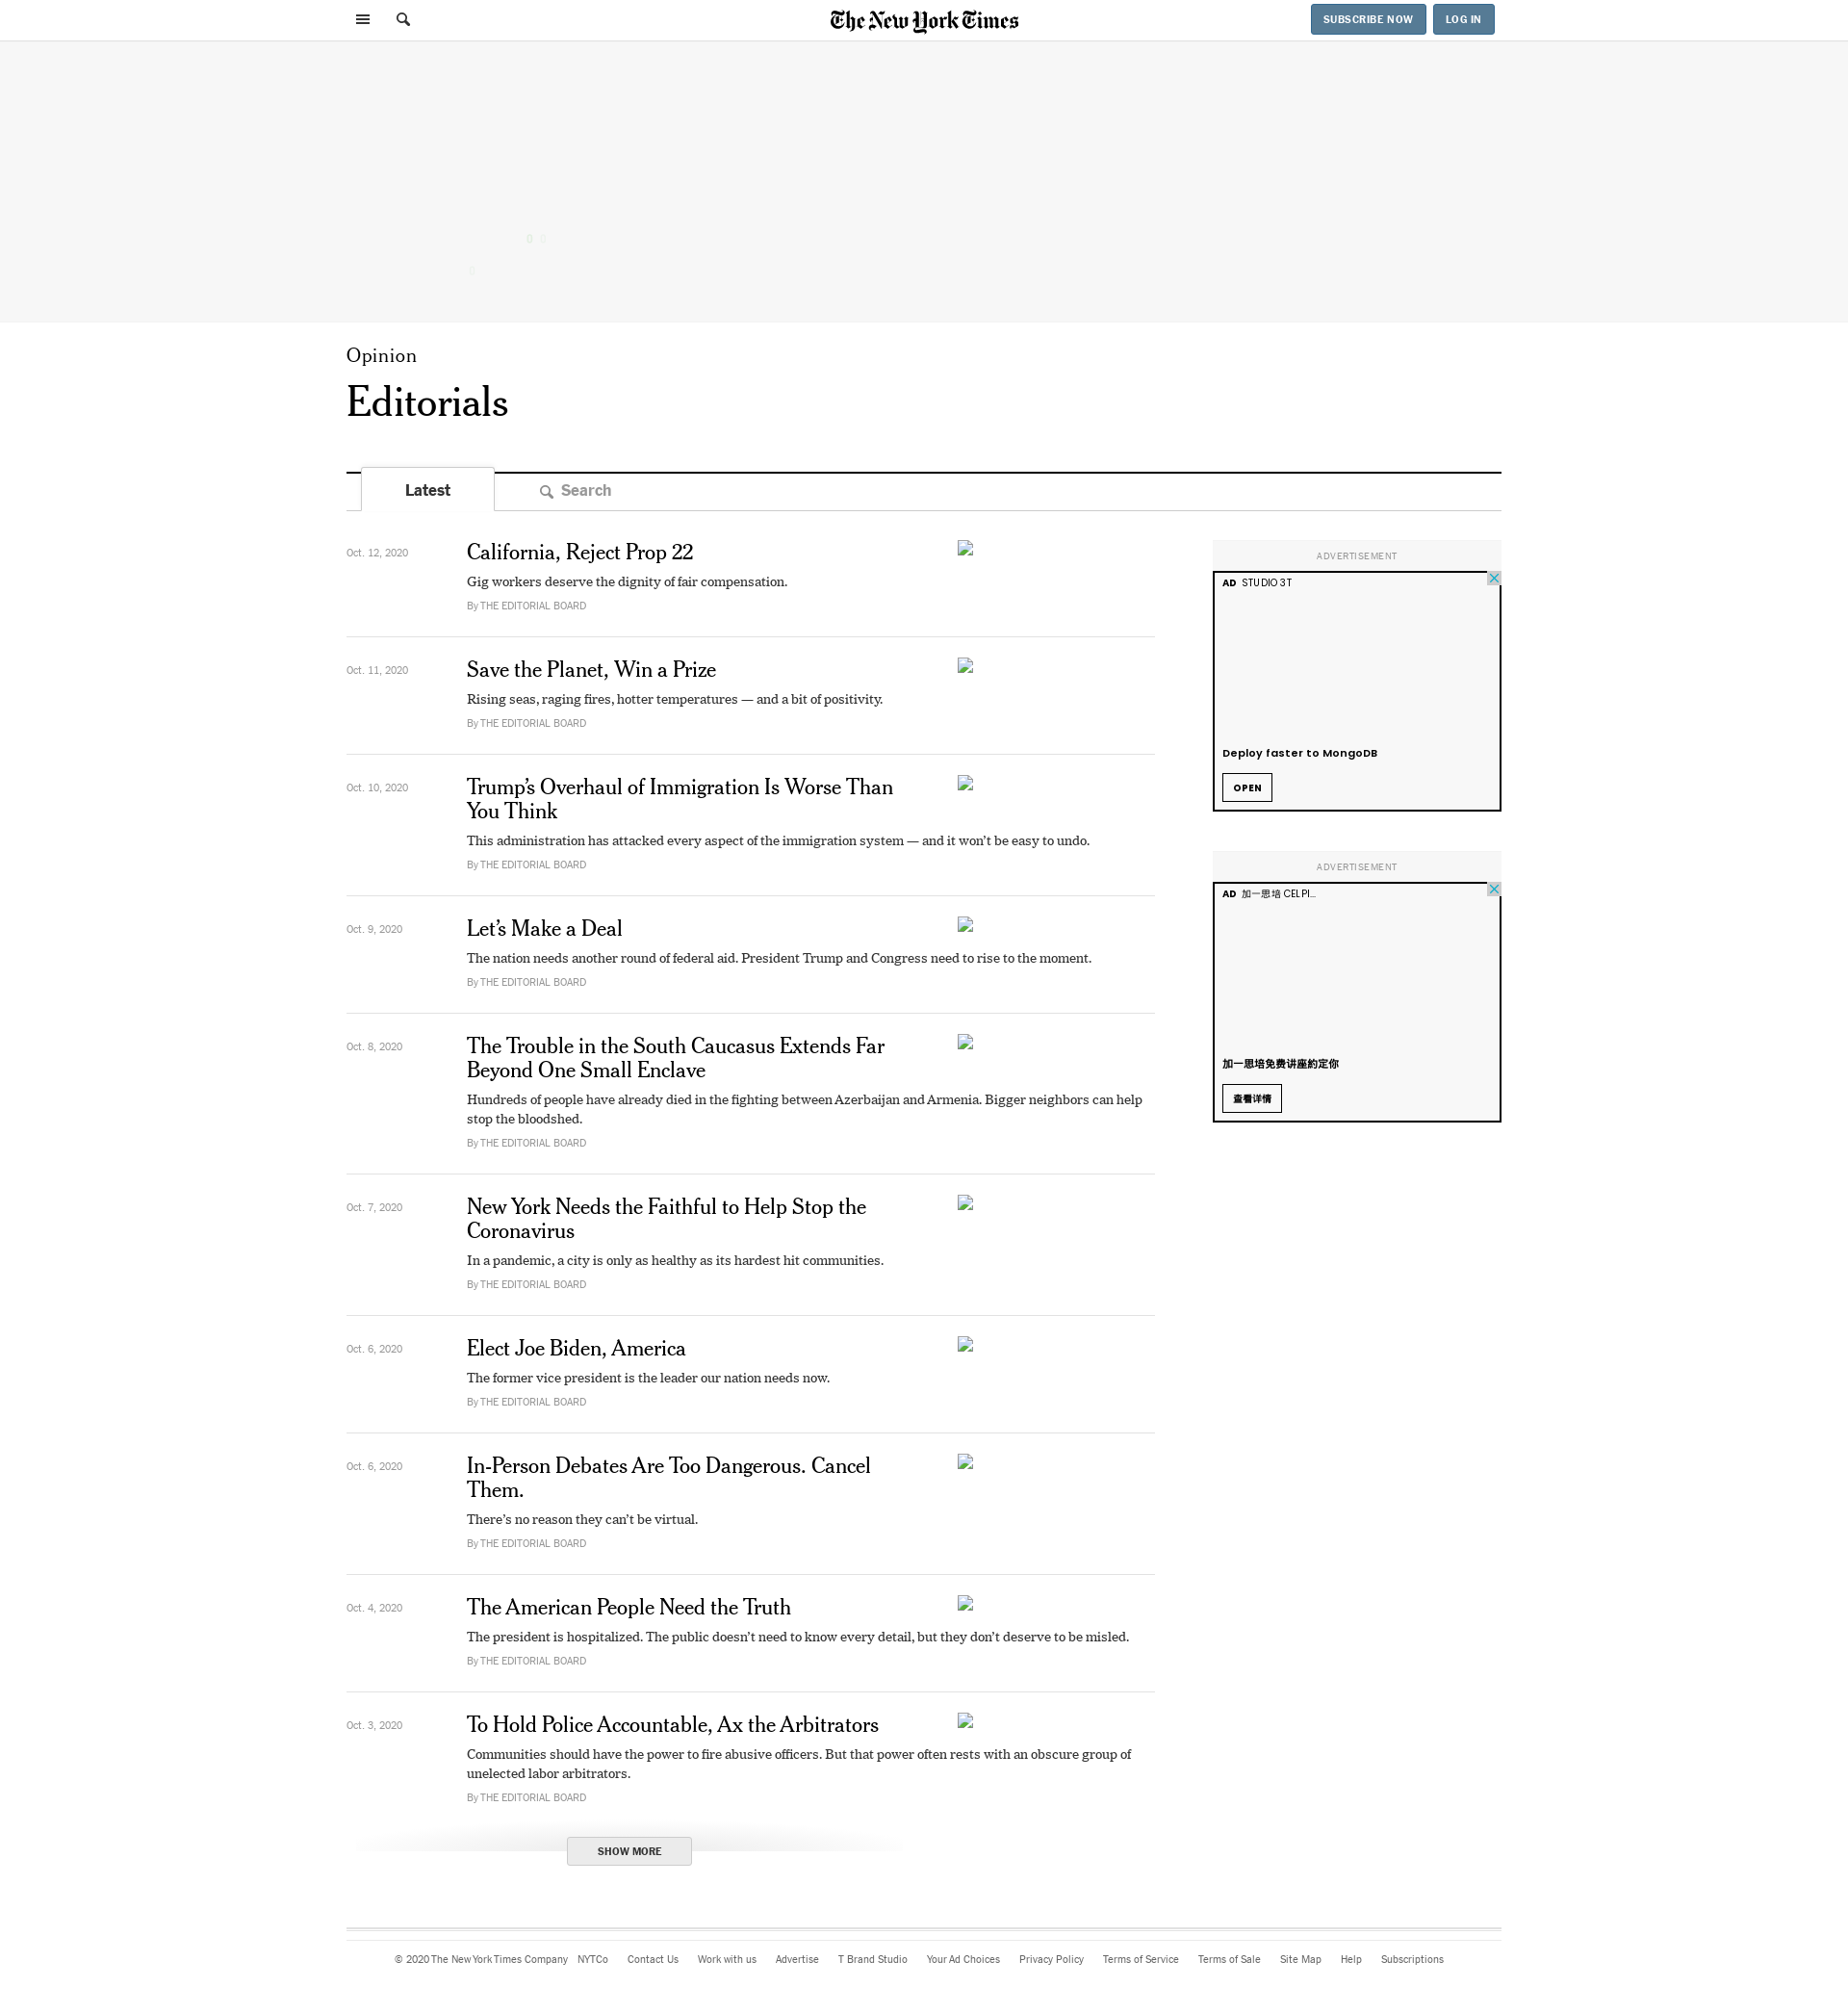 The New York Times
SUBSCRIBE NOW
LOG IN
Opinion
Editorials
Latest
Search
Oct. 12, 2020
California, Reject Prop 22
Gig workers deserve the dignity of fair compensation.
By THE EDITORIAL BOARD
Oct. 11, 2020
Save the Planet, Win a Prize
Rising seas, raging fires, hotter temperatures — and a bit of positivity.
By THE EDITORIAL BOARD
Oct. 10, 2020
Trump’s Overhaul of Immigration Is Worse Than
You Think
This administration has attacked every aspect of the immigration system — and it won’t be easy to undo.
By THE EDITORIAL BOARD
Oct. 9, 2020
Let’s Make a Deal
The nation needs another round of federal aid. President Trump and Congress need to rise to the moment.
By THE EDITORIAL BOARD
Oct. 8, 2020
The Trouble in the South Caucasus Extends Far
Beyond One Small Enclave
Hundreds of people have already died in the fighting between Azerbaijan and Armenia. Bigger neighbors can help
stop the bloodshed.
By THE EDITORIAL BOARD
Oct. 7, 2020
New York Needs the Faithful to Help Stop the
Coronavirus
In a pandemic, a city is only as healthy as its hardest hit communities.
By THE EDITORIAL BOARD
Oct. 6, 2020
Elect Joe Biden, America
The former vice president is the leader our nation needs now.
By THE EDITORIAL BOARD
Oct. 6, 2020
In-Person Debates Are Too Dangerous. Cancel
Them.
There’s no reason they can’t be virtual.
By THE EDITORIAL BOARD
Oct. 4, 2020
The American People Need the Truth
The president is hospitalized. The public doesn’t need to know every detail, but they don’t deserve to be misled.
By THE EDITORIAL BOARD
Oct. 3, 2020
To Hold Police Accountable, Ax the Arbitrators
Communities should have the power to fire abusive officers. But that power often rests with an obscure group of
unelected labor arbitrators.
By THE EDITORIAL BOARD
SHOW MORE
ADVERTISEMENT
AD STUDIO 3T
Deploy faster to MongoDB
OPEN
ADVERTISEMENT
AD 加一思培 CELPI...
加一思培免费讲座約定你
查看详情
© 2020 The New York Times Company NYTCo Contact Us Work with us Advertise T Brand Studio Your Ad Choices Privacy Policy Terms of Service Terms of Sale Site Map Help Subscriptions